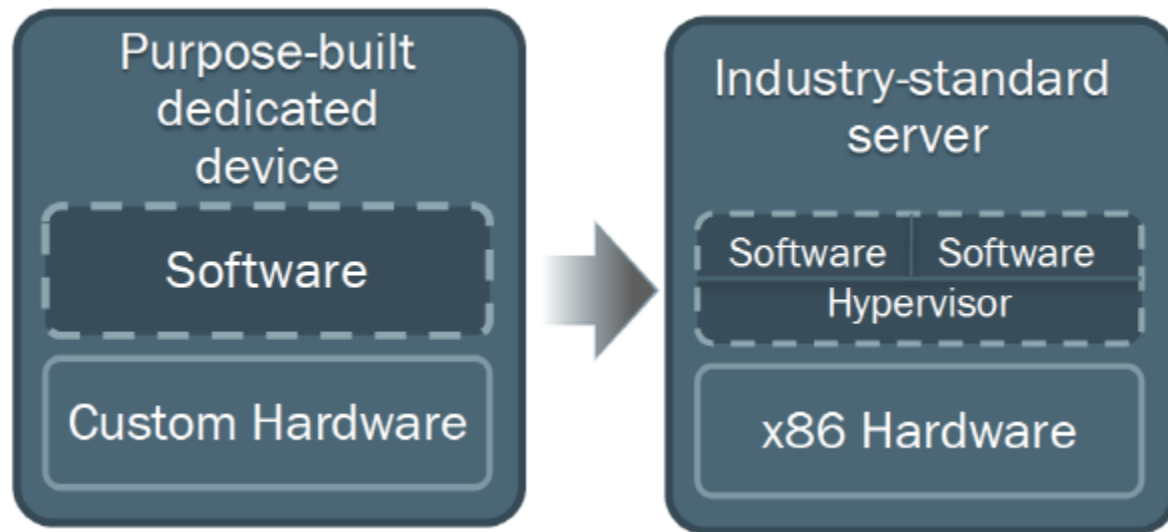 Purpose-built
dedicated
device
Software
Custom Hardware
Industry-standard
server
Software Software
Hypervisor
x86 Hardware